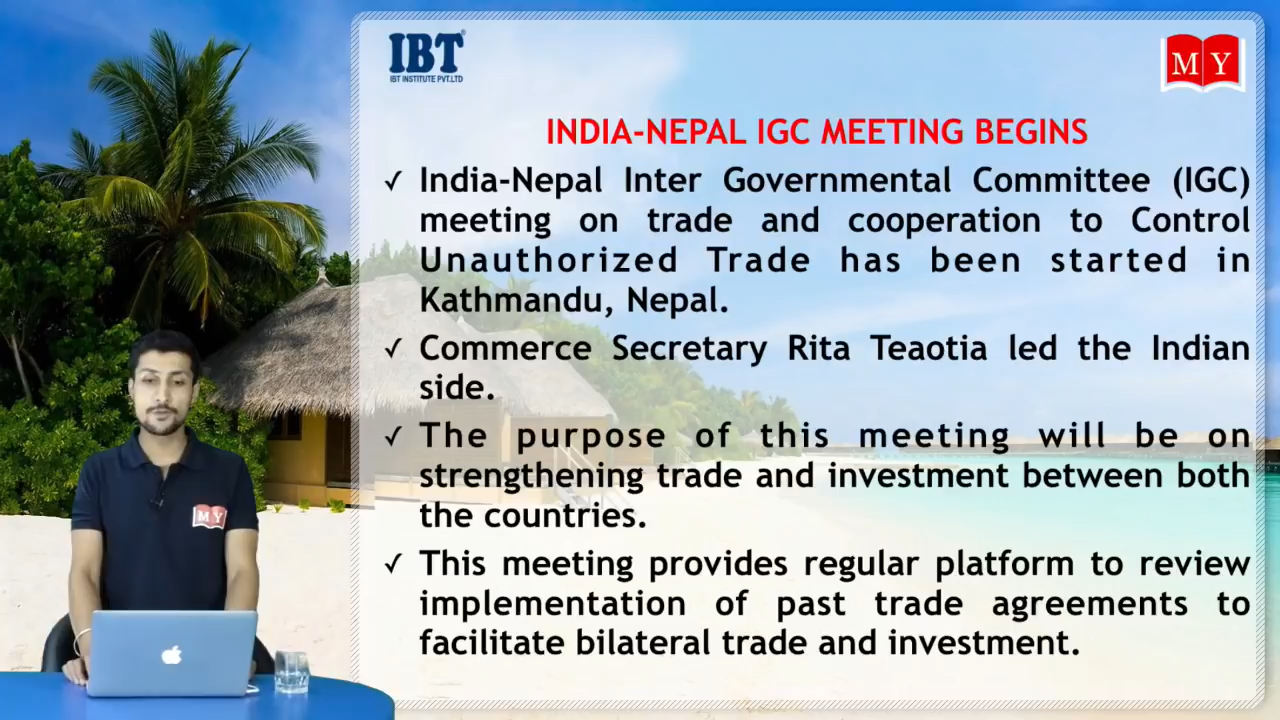 IBT
IBT INSTITUTE PVT.LTD
M Y
INDIA-NEPAL IGC MEETING BEGINS
✓ India-Nepal Inter Governmental Committee (IGC)
meeting on trade and cooperation to Control
Unauthorized Trade has been started in
Kathmandu, Nepal.
✓ Commerce Secretary Rita Teaotia led the Indian
side.
✓ The purpose of this meeting will be on
strengthening trade and investment between both
the countries.
✓ This meeting provides regular platform to review
implementation of past trade agreements to
facilitate bilateral trade and investment.
M Y